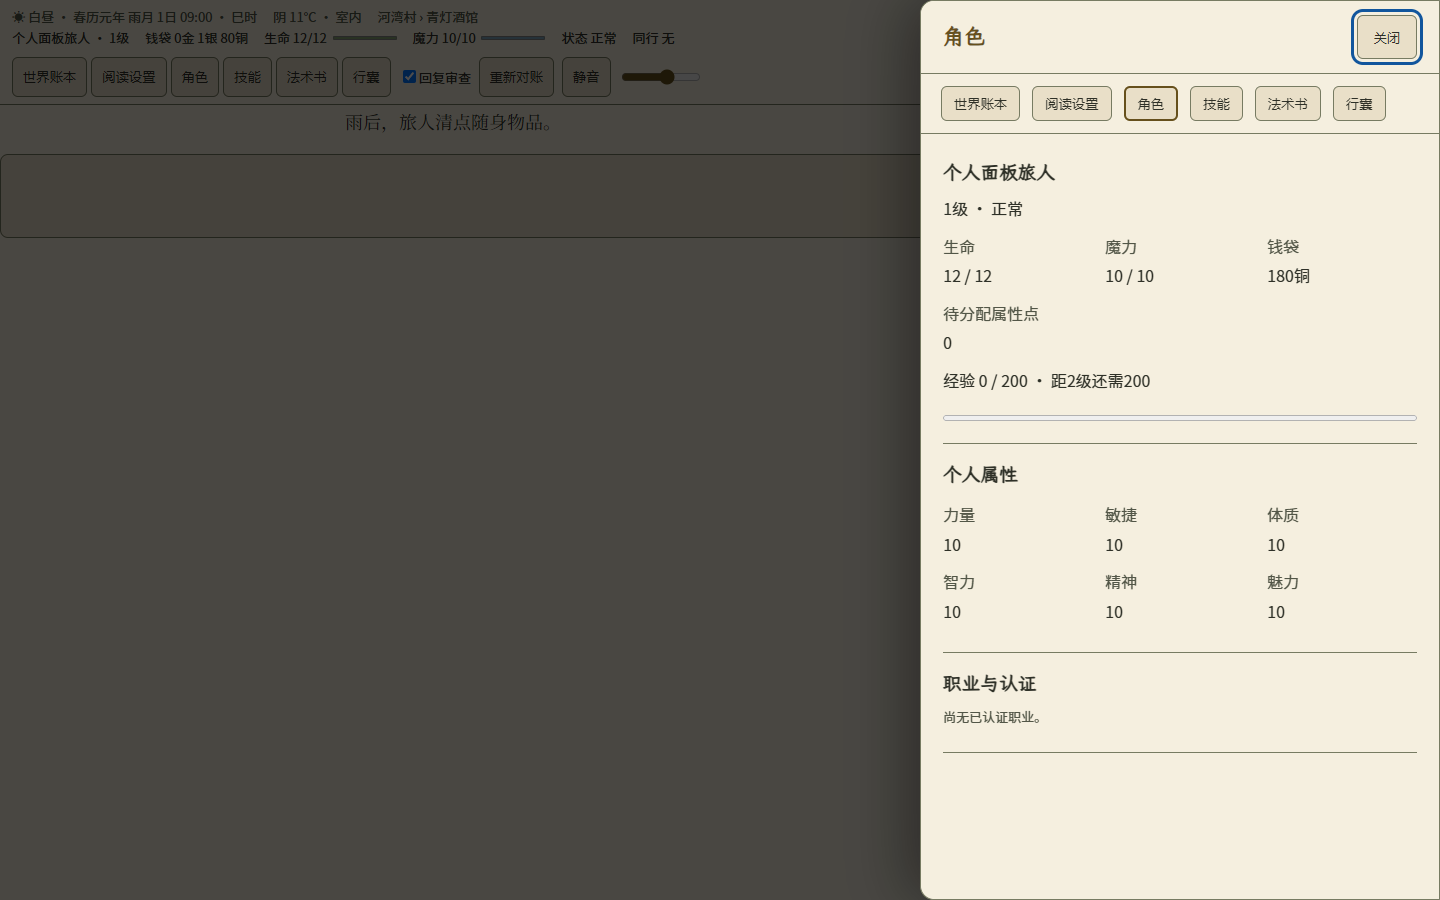 ☀ 白昼 · 春历元年 雨月 1日 09:00 · 巳时 阴 11°C · 室内 河湾村 › 青灯酒馆
个人面板旅人 · 1级 钱袋 0金 1银 80铜 生命 12/12 魔力 10/10 状态 正常 同行 无
世界账本 阅读设置 角色 技能 法术书 行囊 回复审查 重新对账 静音
雨后，旅人清点随身物品。
角色 关闭
世界账本 阅读设置 角色 技能 法术书 行囊
个人面板旅人
1级 · 正常
生命 魔力 钱袋
12 / 12 10 / 10 180铜
待分配属性点
0
经验 0 / 200 · 距2级还需200
个人属性
力量 敏捷 体质
10 10 10
智力 精神 魅力
10 10 10
职业与认证
尚无已认证职业。